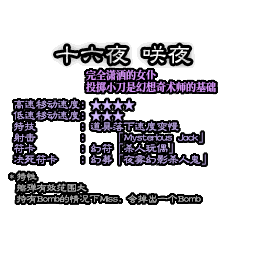 十六夜 咲夜
完全潇洒的女仆
投掷小刀是幻想奇术师的基础
高速移动速度：★★★★
低速移动速度：★★★
特技 ：道具落下速度变慢
射击 ：「Mysterious Jack」
符卡 ：幻符「杀人玩偶」
决死符卡 ：幻葬「夜雾幻影杀人鬼」
*特性
擦弹有效范围大
持有Bomb的情况下Miss，会掉出一个Bomb